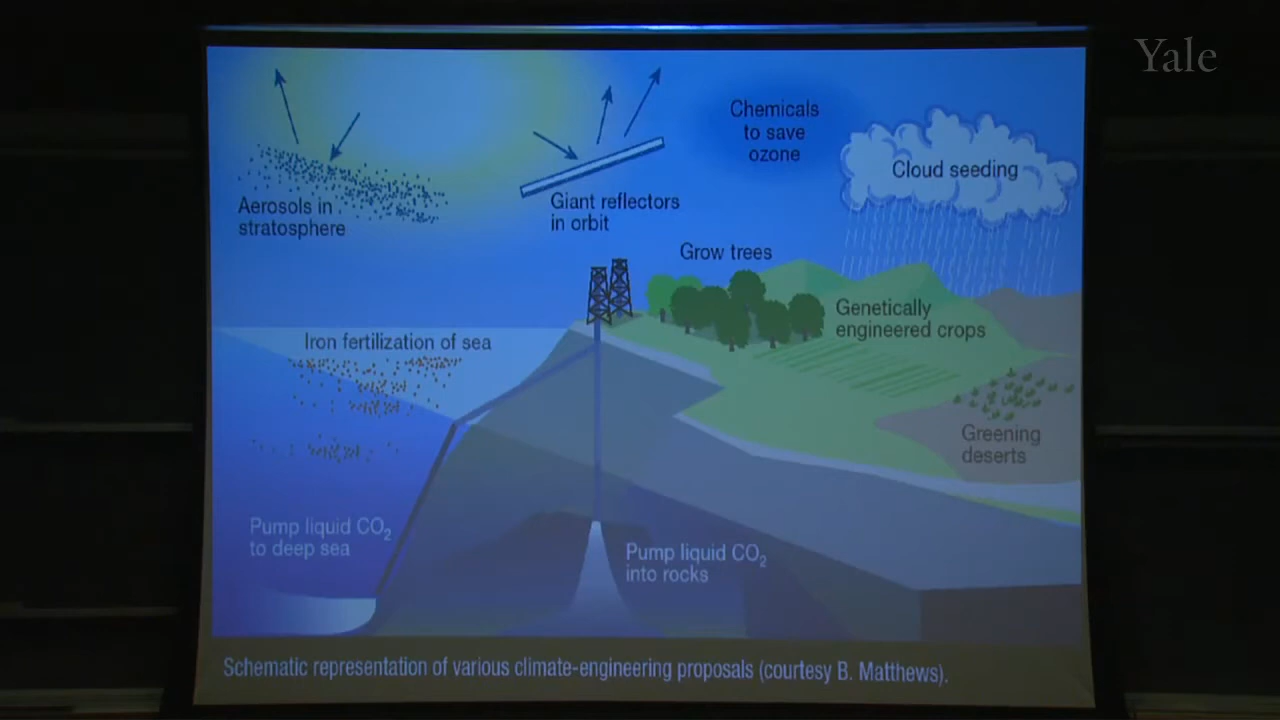 Yale
Chemicals
to save
ozone
Cloud seeding
Aerosols in
stratosphere
Giant reflectors
in orbit
Grow trees
Genetically
engineered crops
Iron fertilization of sea
Greening
deserts
Pump liquid CO₂
to deep sea
Pump liquid CO₂
into rocks
Schematic representation of various climate-engineering proposals (courtesy B. Matthews).